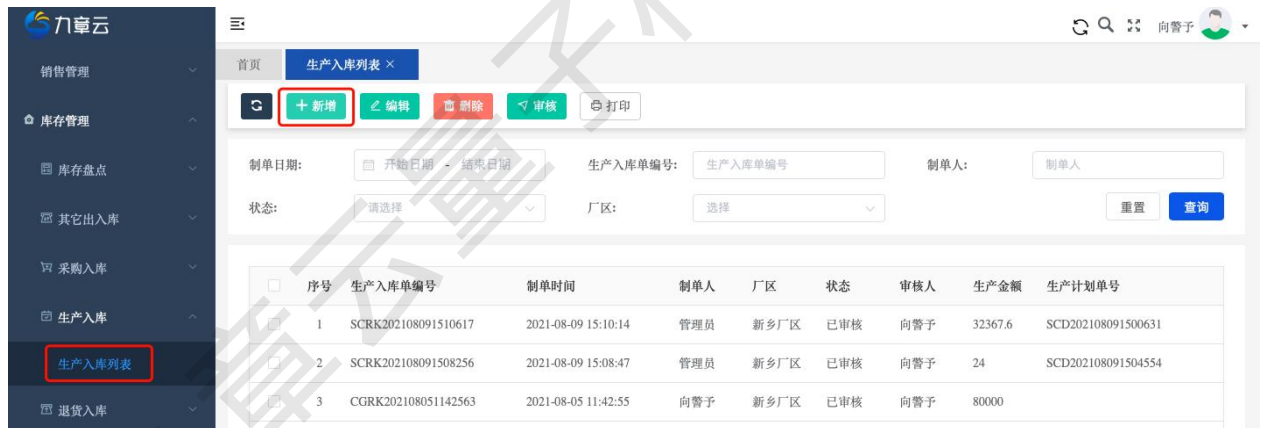 力章云
向警予
销售管理
首页 生产入库列表 ×
+ 新增 编辑 删除 审核 打印
库存管理
制单日期: 开始日期 - 结束日期 生产入库单编号: 生产入库单编号 制单人: 制单人
库存盘点
状态: 请选择 厂区: 选择 重置 查询
其它出入库
采购入库
序号 生产入库单编号 制单时间 制单人 厂区 状态 审核人 生产金额 生产计划单号
生产入库
1 SCRK202108091510617 2021-08-09 15:10:14 管理员 新乡厂区 已审核 向警予 32367.6 SCD202108091500631
生产入库列表
2 SCRK202108091508256 2021-08-09 15:08:47 管理员 新乡厂区 已审核 向警予 24 SCD202108091504554
退货入库
3 CGRK202108051142563 2021-08-05 11:42:55 向警予 新乡厂区 已审核 向警予 80000
章云量子科